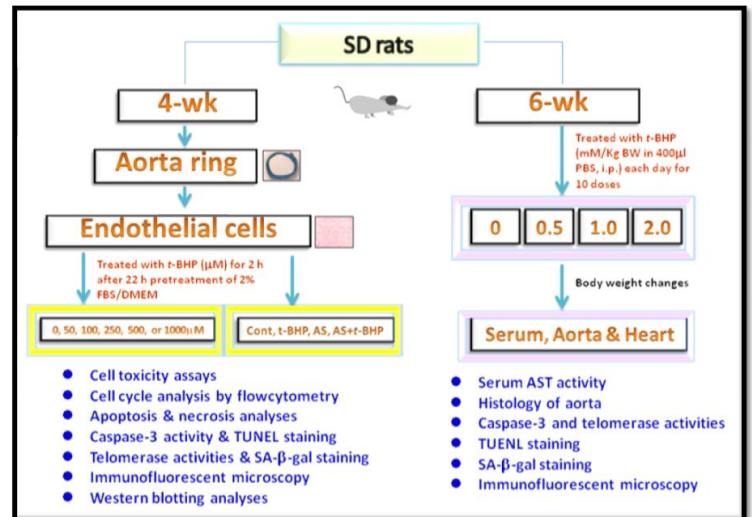 SD rats
4-wk
Aorta ring
Endothelial cells
Treated with t-BHP (μM) for 2 h
after 22 h pretreatment of 2%
FBS/DMEM
0, 50, 100, 250, 500, or 1000μM
Cont, t-BHP, AS, AS+t-BHP
● Cell toxicity assays
● Cell cycle analysis by flowcytometry
● Apoptosis & necrosis analyses
● Caspase-3 activity & TUNEL staining
● Telomerase activities & SA-β-gal staining
● Immunofluorescent microscopy
● Western blotting analyses
6-wk
Treated with t-BHP
(mM/Kg BW in 400μl
PBS, i.p.) each day for
10 doses
0 0.5 1.0 2.0
Body weight changes
Serum, Aorta & Heart
● Serum AST activity
● Histology of aorta
● Caspase-3 and telomerase activities
● TUENL staining
● SA-β-gal staining
● Immunofluorescent microscopy